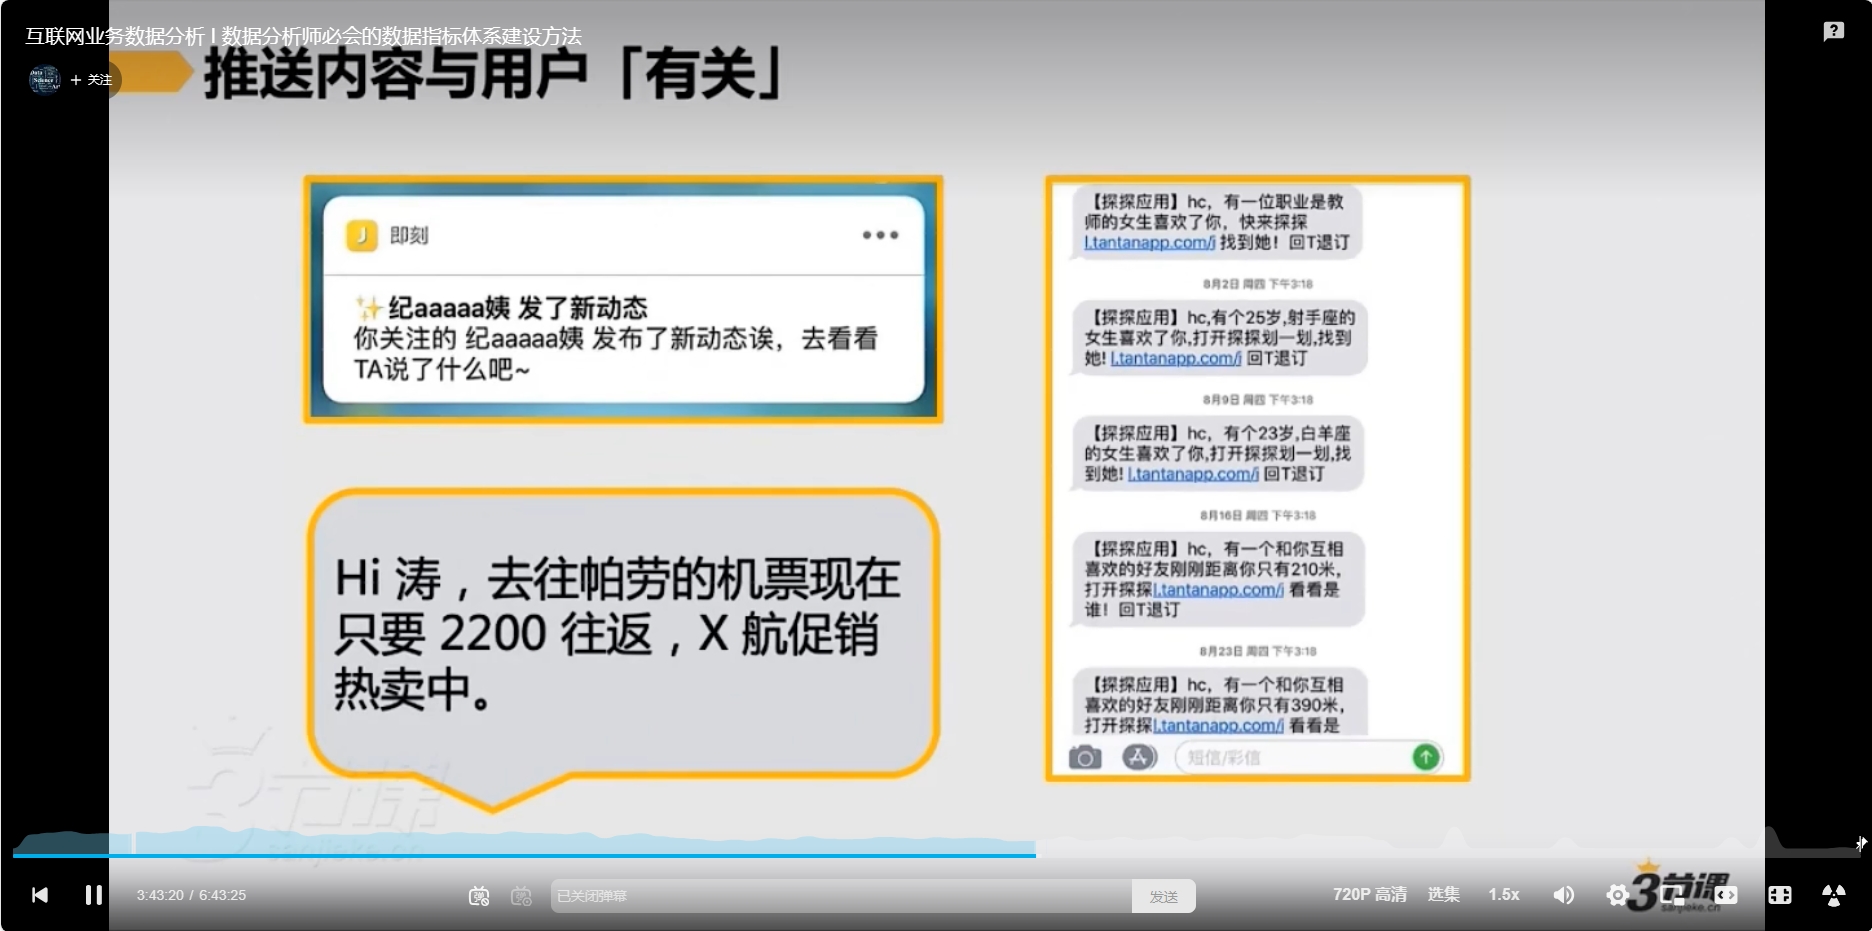 互联网业务数据分析 | 数据分析师必会的数据指标体系建设方法
+ 关注
推送内容与用户「有关」
即刻
✨纪aaaaa姨 发了新动态
你关注的 纪aaaaa姨 发布了新动态诶，去看看
TA说了什么吧~
Hi 涛，去往帕劳的机票现在
只要 2200 往返，X 航促销
热卖中。
【探探应用】hc，有一位职业是教
师的女生喜欢了你，快来探探
l.tantanapp.com/i 找到她！回T退订
8月2日 周四 下午3:18
【探探应用】hc,有个25岁,射手座的
女生喜欢了你,打开探探划一划,找到
她! l.tantanapp.com/i 回T退订
8月9日 周四 下午3:18
【探探应用】hc，有个23岁,白羊座
的女生喜欢了你,打开探探划一划,找
到她! l.tantanapp.com/i 回T退订
8月16日 周四 下午3:18
【探探应用】hc，有一个和你互相
喜欢的好友刚刚距离你只有210米，
打开探探l.tantanapp.com/i 看看是
谁！回T退订
8月23日 周四 下午3:18
【探探应用】hc，有一个和你互相
喜欢的好友刚刚距离你只有390米，
打开探探l.tantanapp.com/i 看看是
短信/彩信
3节课
sanjieke.cn
3:43:20 / 6:43:25
已关闭弹幕
发送
720P 高清
选集
1.5x
3节课
sanjieke.cn